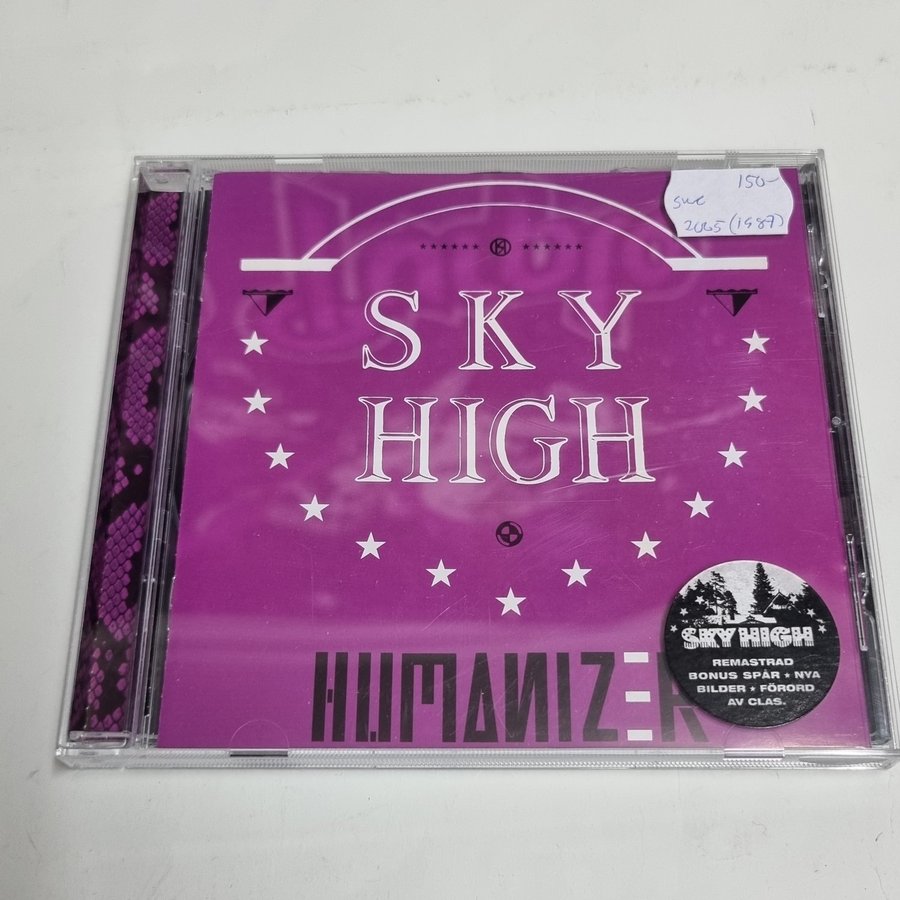 150-
swe
2005 (1987)
SKY
HIGH
HUMANIZER
SKY HIGH
REMASTRAD
BONUS SPÅR ★ NYA
BILDER ★ FÖRORD
AV CLAS.